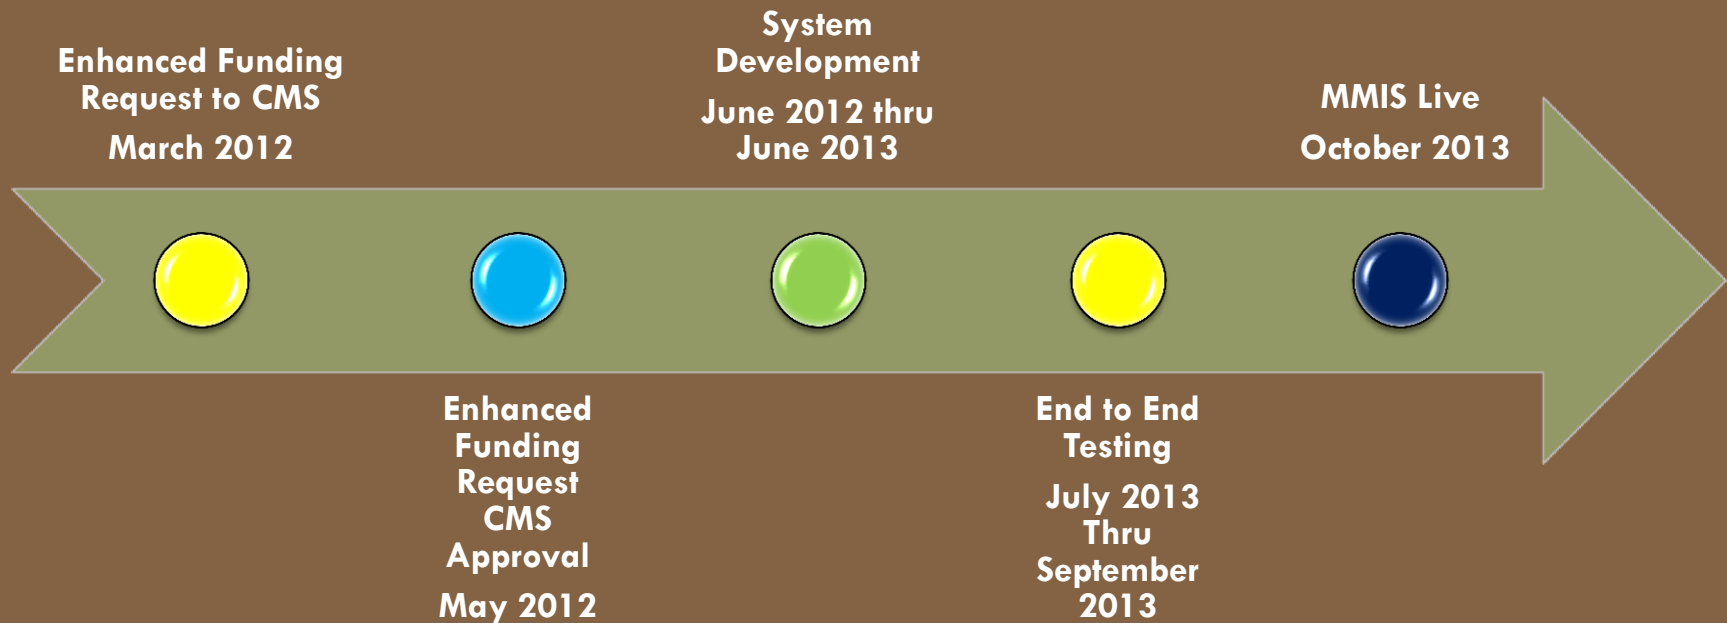 Enhanced Funding
Request to CMS
March 2012
Enhanced
Funding
Request
CMS
Approval
May 2012
System
Development
June 2012 thru
June 2013
End to End
Testing
July 2013
Thru
September
2013
MMIS Live
October 2013